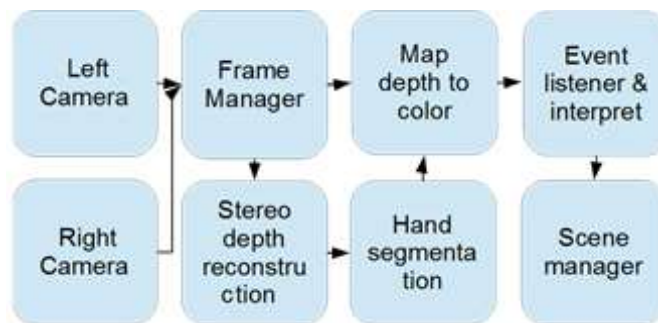 Left
Camera
Frame
Manager
Map
depth to
color
Event
listener &
interpret
Right
Camera
Stereo
depth
reconstru
ction
Hand
segmenta
tion
Scene
manager